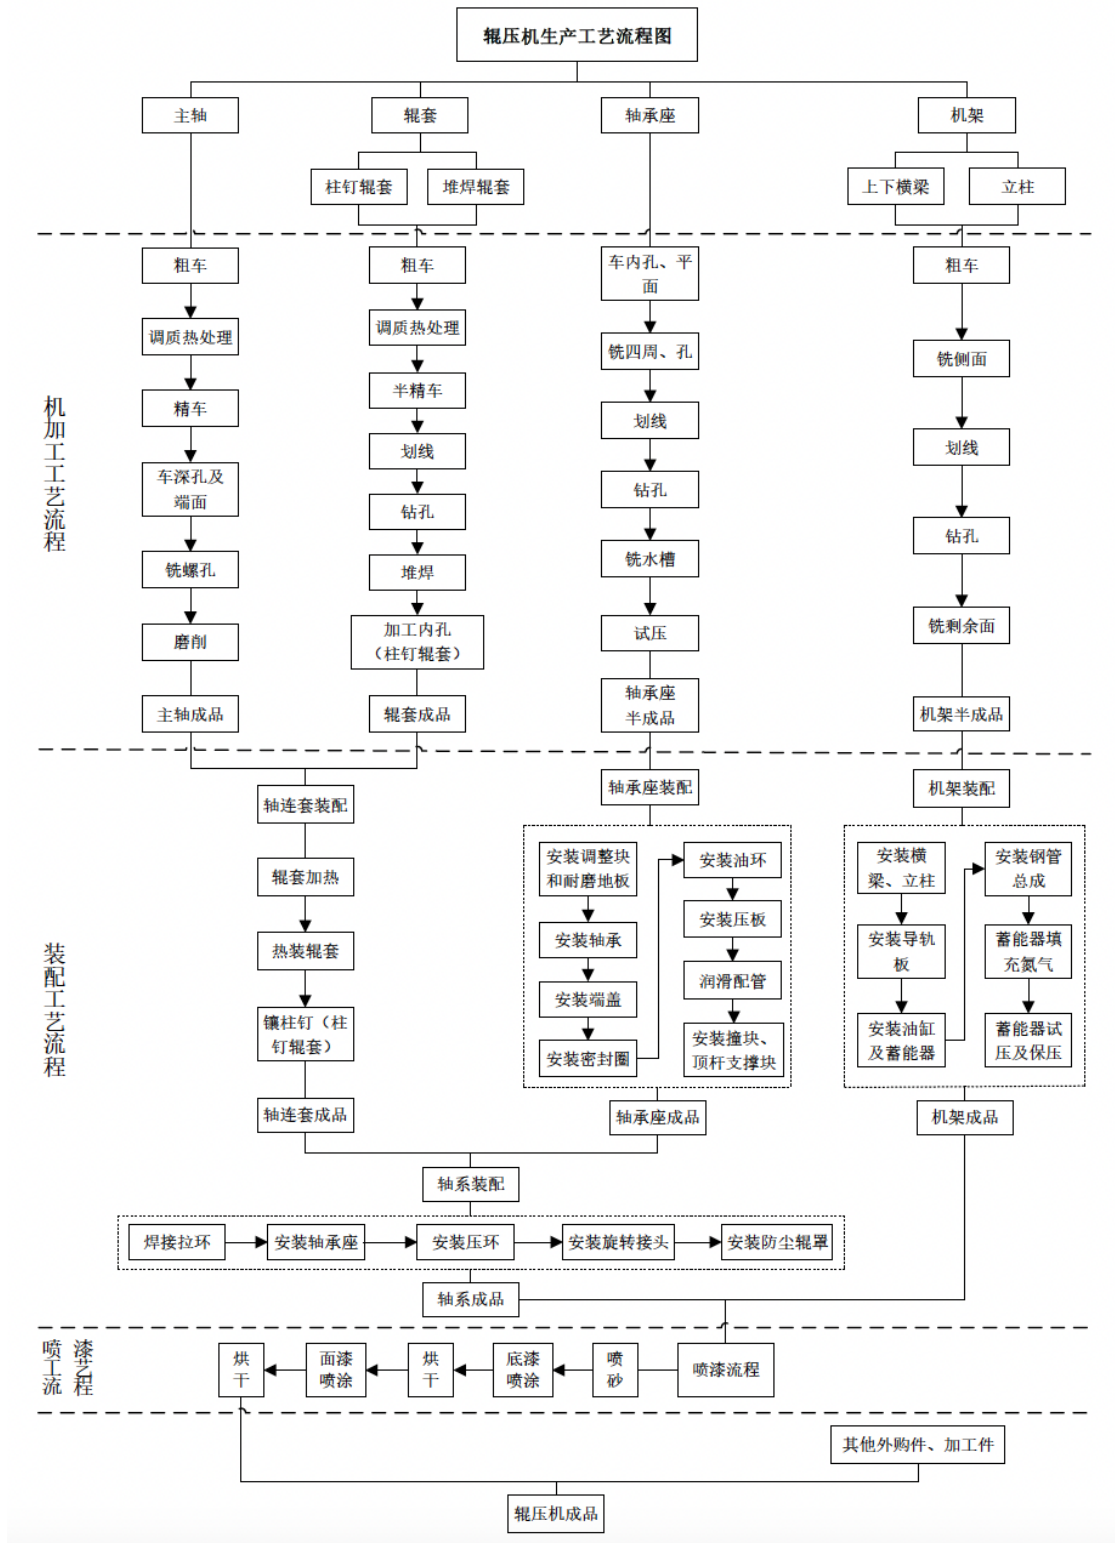 辊压机生产工艺流程图
主轴
辊套
轴承座
机架
柱钉辊套
堆焊辊套
上下横梁
立柱
机加工工艺流程
粗车
调质热处理
精车
车深孔及
端面
铣螺孔
磨削
主轴成品
粗车
调质热处理
半精车
划线
钻孔
堆焊
加工内孔
（柱钉辊套）
辊套成品
车内孔、平
面
铣四周、孔
划线
钻孔
铣水槽
试压
轴承座
半成品
粗车
铣侧面
划线
钻孔
铣剩余面
机架半成品
装配工艺流程
轴连套装配
辊套加热
热装辊套
镶柱钉（柱
钉辊套）
轴连套成品
轴承座装配
安装调整块
和耐磨地板
安装轴承
安装端盖
安装密封圈
安装油环
安装压板
润滑配管
安装撞块、
顶杆支撑块
轴承座成品
机架装配
安装横
梁、立柱
安装导轨
板
安装油缸
及蓄能器
安装钢管
总成
蓄能器填
充氮气
蓄能器试
压及保压
机架成品
轴系装配
焊接拉环
安装轴承座
安装压环
安装旋转接头
安装防尘辊罩
轴系成品
喷漆
工艺
流程
喷漆流程
喷
砂
底漆
喷涂
烘
干
面漆
喷涂
烘
干
其他外购件、加工件
辊压机成品